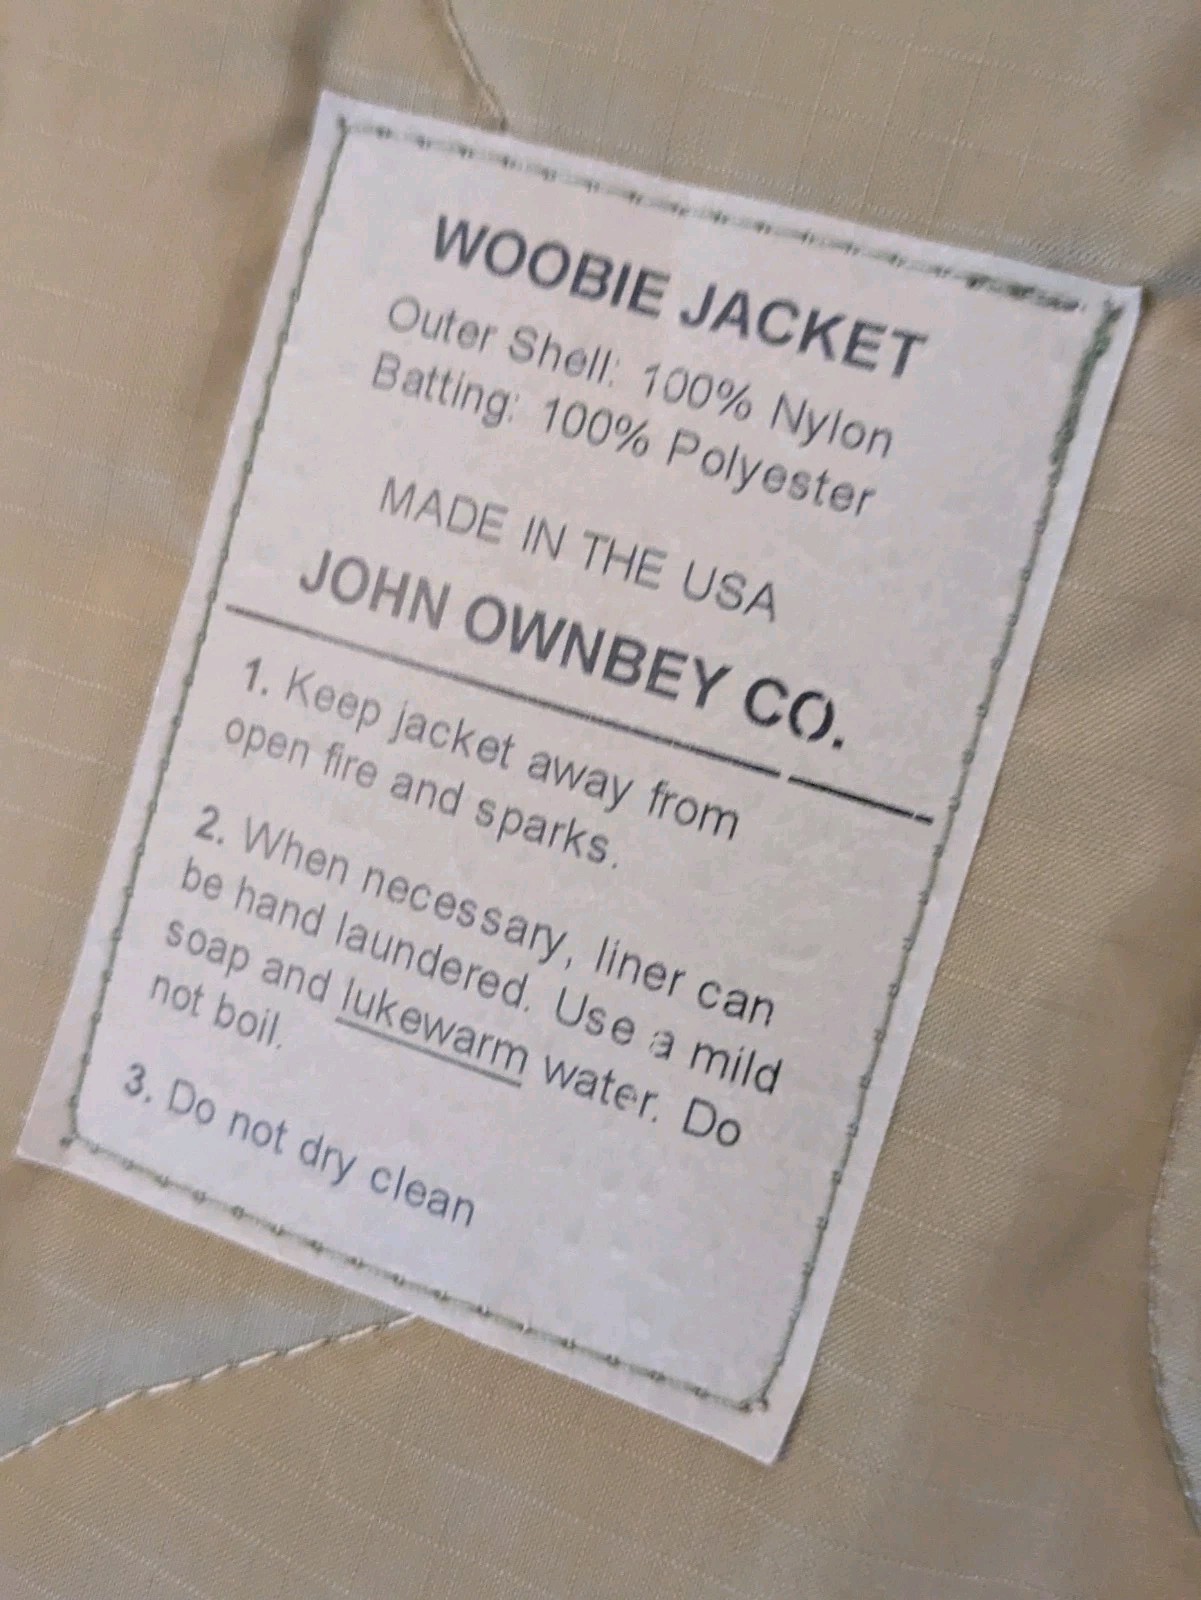 WOOBIE JACKET
Outer Shell: 100% Nylon
Batting: 100% Polyester
MADE IN THE USA
JOHN OWNBEY CO.
1. Keep jacket away from
open fire and sparks.
2. When necessary, liner can
be hand laundered. Use a mild
soap and lukewarm water. Do
not boil.
3. Do not dry clean